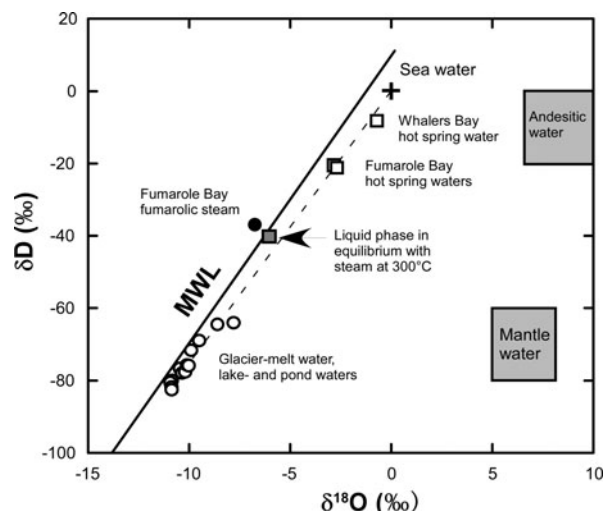 20
0
-20
-40
-60
-80
-100
δD (‰)
Sea water
Andesitic
water
Whalers Bay
hot spring water
Fumarole Bay
hot spring waters
Fumarole Bay
fumarolic steam
Liquid phase in
equilibrium with
steam at 300°C
MWL
Mantle
water
Glacier-melt water,
lake- and pond waters
-15
-10
-5
0
5
10
δ¹⁸O (‰)